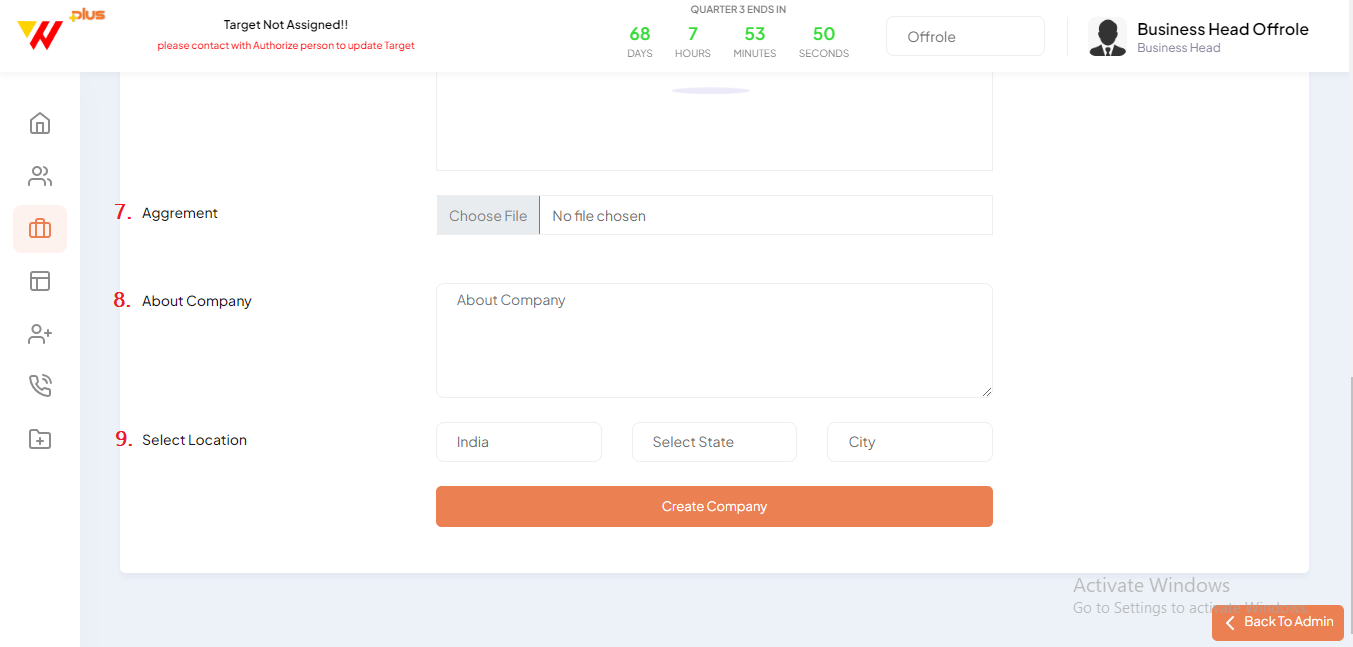 plus
Target Not Assigned!!
please contact with Authorize person to update Target
QUARTER 3 ENDS IN
68 7 53 50
DAYS HOURS MINUTES SECONDS
Offrole
Business Head Offrole
Business Head
7. Aggrement
Choose File No file chosen
8. About Company
About Company
9. Select Location
India Select State City
Create Company
Activate Windows
Go to Settings to activate Windows.
Back To Admin